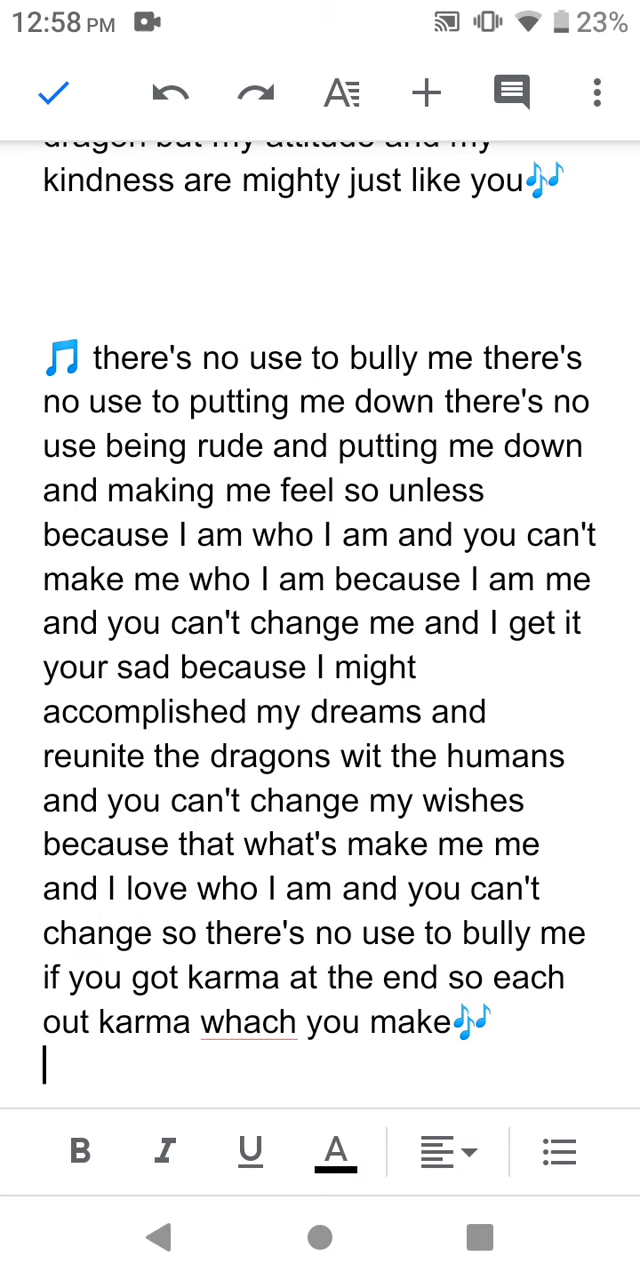 12:58 PM 23%
dragon but my attitude and my
kindness are mighty just like you🎶
🎵 there's no use to bully me there's
no use to putting me down there's no
use being rude and putting me down
and making me feel so unless
because I am who I am and you can't
make me who I am because I am me
and you can't change me and I get it
your sad because I might
accomplished my dreams and
reunite the dragons wit the humans
and you can't change my wishes
because that what's make me me
and I love who I am and you can't
change so there's no use to bully me
if you got karma at the end so each
out karma whach you make🎶
B I U A